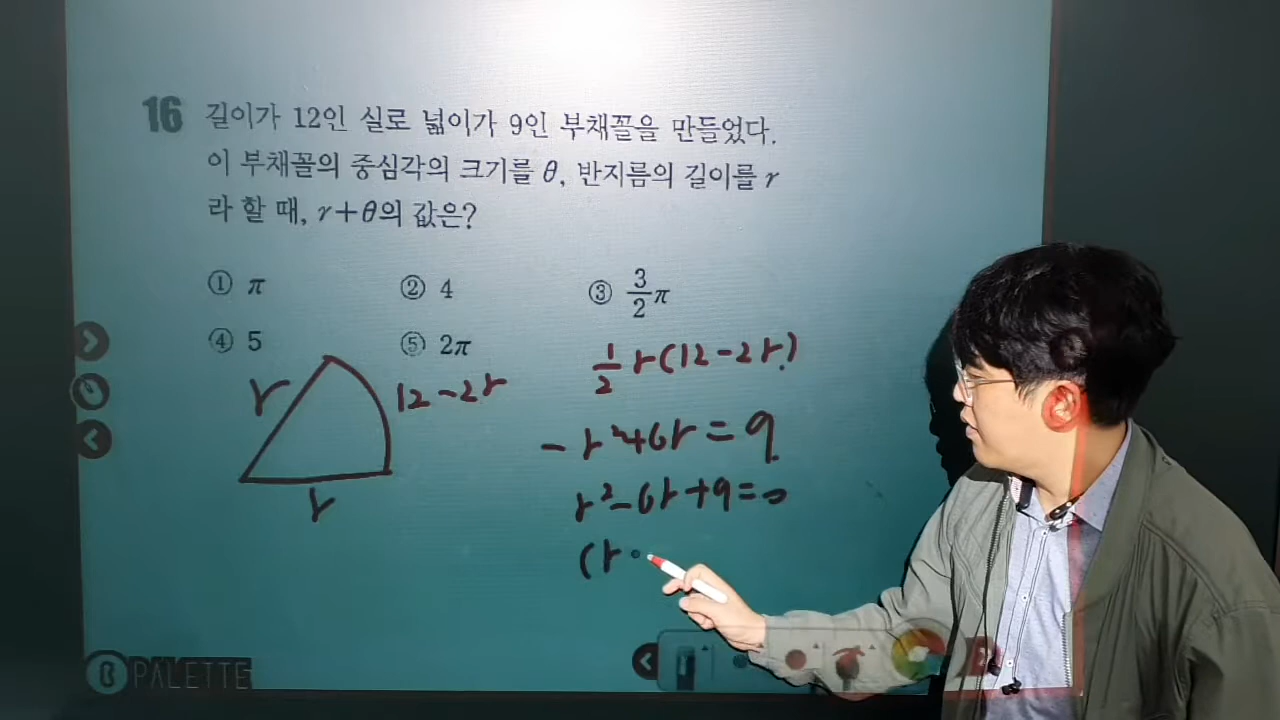 16 길이가 12인 실로 넓이가 9인 부채꼴을 만들었다.
이 부채꼴의 중심각의 크기를 θ, 반지름의 길이를 r
라 할 때, r+θ의 값은?
① π ② 4 ③ 3/2 π
④ 5 ⑤ 2π
r
12-2r
r
1/2 r(12-2r)
-r²+6r=9
r²-6r+9=0
(r
PALETTE